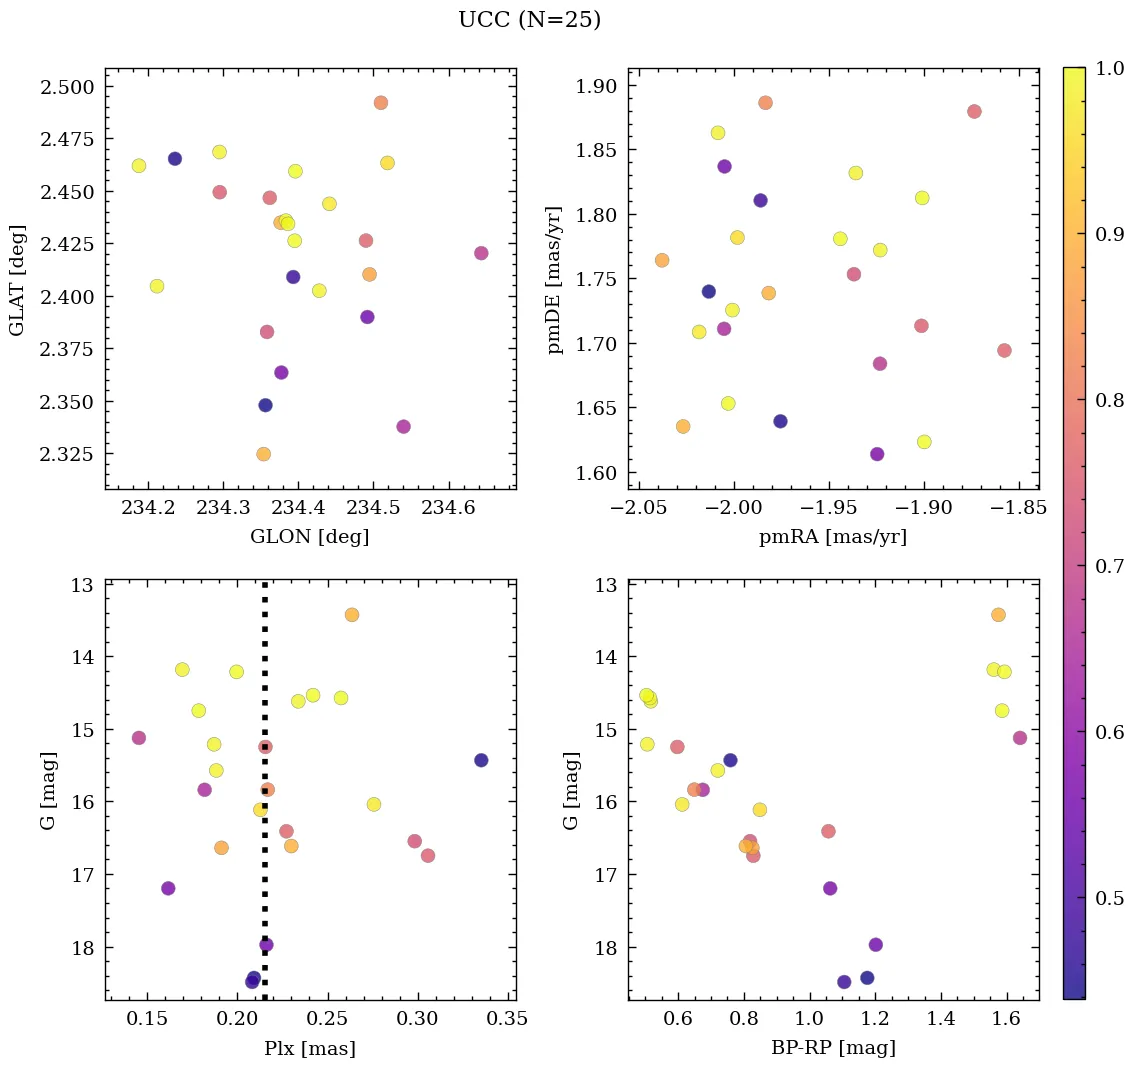 UCC (N=25)
2.500
2.475
2.450
2.425
2.400
2.375
2.350
2.325
GLAT [deg]
234.2 234.3 234.4 234.5 234.6
GLON [deg]
1.90
1.85
1.80
1.75
1.70
1.65
1.60
pmDE [mas/yr]
−2.05 −2.00 −1.95 −1.90 −1.85
pmRA [mas/yr]
13
14
15
16
17
18
G [mag]
0.15 0.20 0.25 0.30 0.35
Plx [mas]
13
14
15
16
17
18
G [mag]
0.6 0.8 1.0 1.2 1.4 1.6
BP-RP [mag]
1.0
0.9
0.8
0.7
0.6
0.5